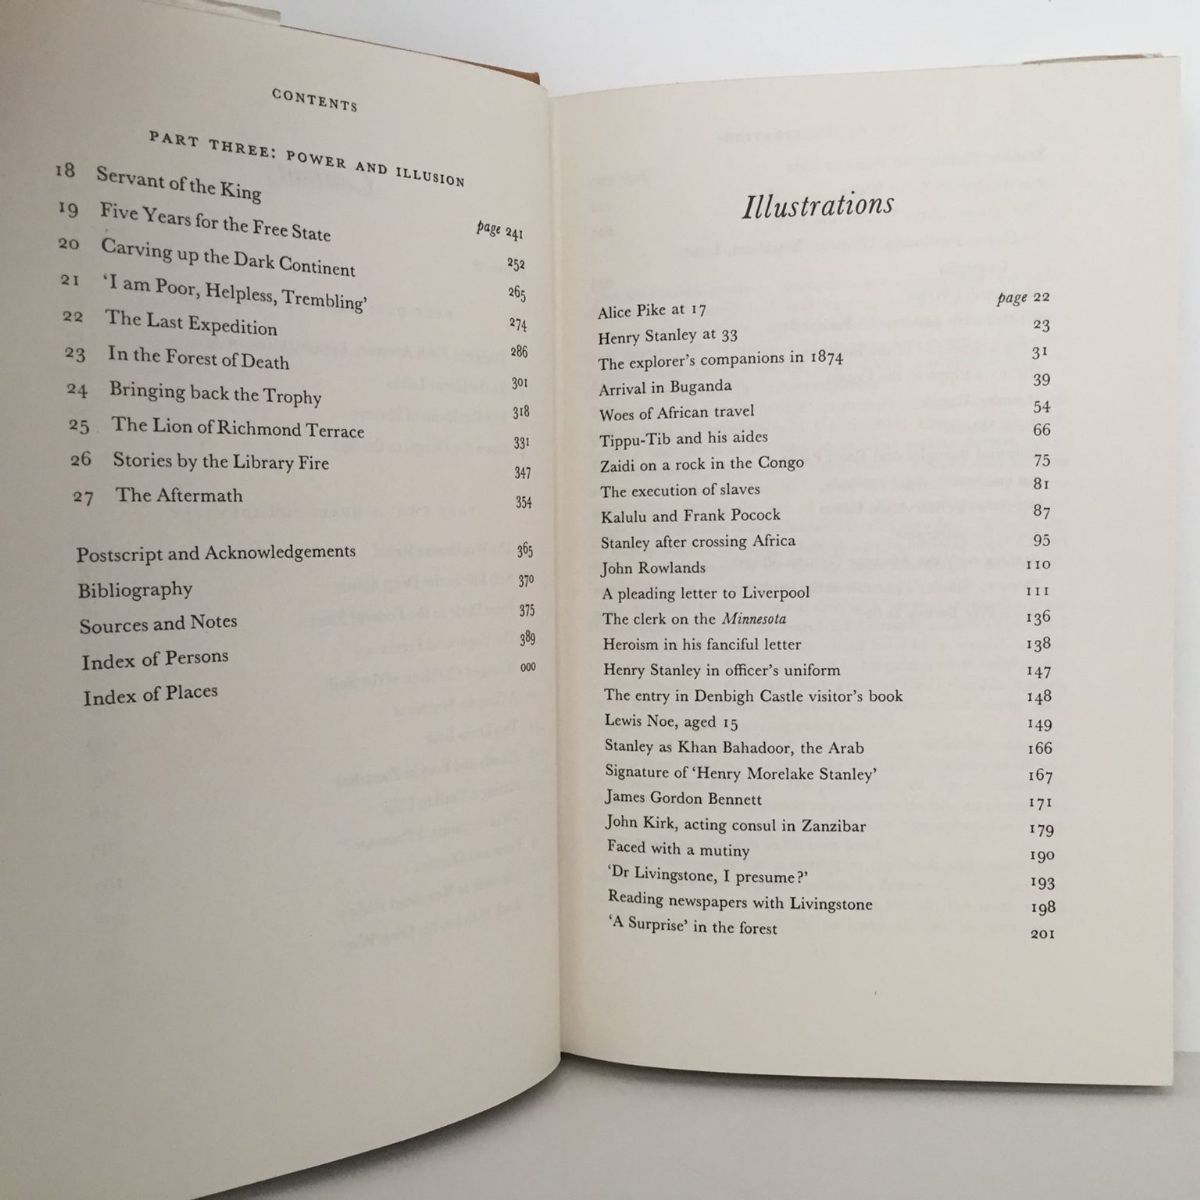 CONTENTS
PART THREE: POWER AND ILLUSION
18 Servant of the King page 241
19 Five Years for the Free State 252
20 Carving up the Dark Continent 265
21 'I am Poor, Helpless, Trembling' 274
22 The Last Expedition 286
23 In the Forest of Death 301
24 Bringing back the Trophy 318
25 The Lion of Richmond Terrace 331
26 Stories by the Library Fire 347
27 The Aftermath 354
Postscript and Acknowledgements 365
Bibliography 370
Sources and Notes 375
Index of Persons 389
Index of Places 000
Illustrations
Alice Pike at 17 page 22
Henry Stanley at 33 23
The explorer's companions in 1874 31
Arrival in Buganda 39
Woes of African travel 54
Tippu-Tib and his aides 66
Zaidi on a rock in the Congo 75
The execution of slaves 81
Kalulu and Frank Pocock 87
Stanley after crossing Africa 95
John Rowlands 110
A pleading letter to Liverpool 111
The clerk on the Minnesota 136
Heroism in his fanciful letter 138
Henry Stanley in officer's uniform 147
The entry in Denbigh Castle visitor's book 148
Lewis Noe, aged 15 149
Stanley as Khan Bahadoor, the Arab 166
Signature of 'Henry Morelake Stanley' 167
James Gordon Bennett 171
John Kirk, acting consul in Zanzibar 179
Faced with a mutiny 190
'Dr Livingstone, I presume?' 193
Reading newspapers with Livingstone 198
'A Surprise' in the forest 201